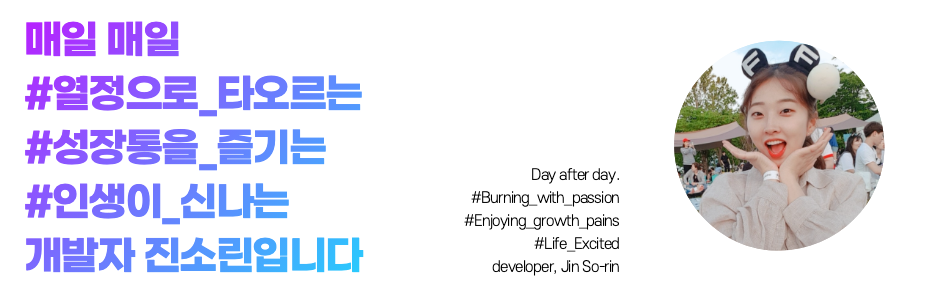 매일 매일
#열정으로_타오르는
#성장통을_즐기는
#인생이_신나는
개발자 진소린입니다
Day after day.
#Burning_with_passion
#Enjoying_growth_pains
#Life_Excited
developer, Jin So-rin
F F